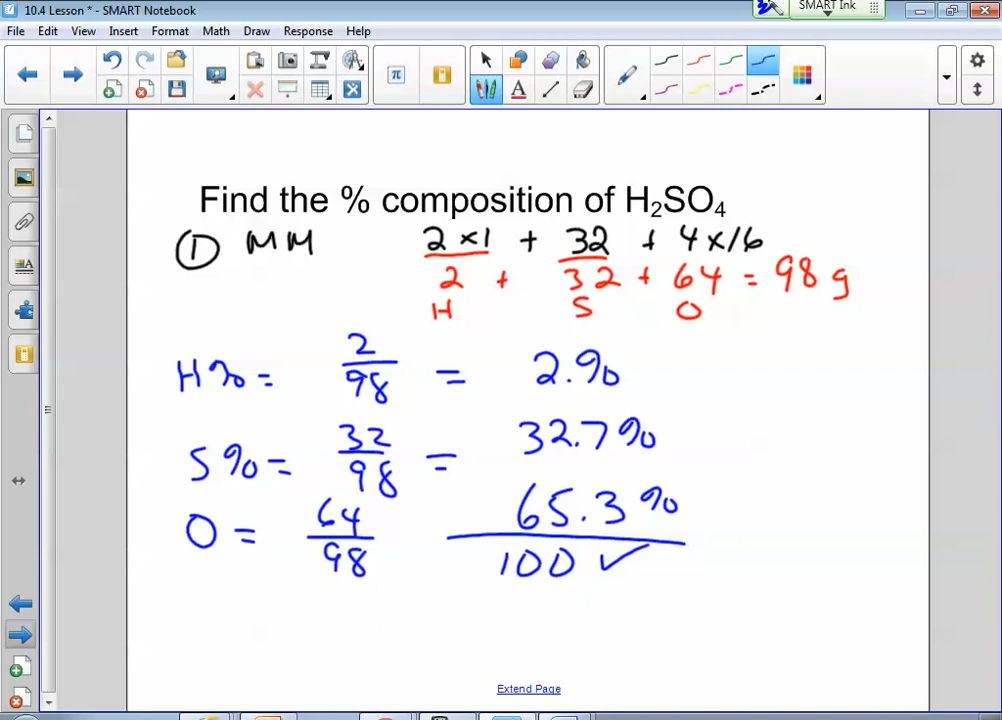 10.4 Lesson * - SMART Notebook
SMART Ink
File Edit View Insert Format Math Draw Response Help
Find the % composition of H₂SO₄
① MM 2 × 1 + 32 + 4 × 16
2 + 32 + 64 = 98 g
H S O
H% = 2/98 = 2.%
S% = 32/98 = 32.7%
O = 64/98 65.3%
100 ✓
Extend Page